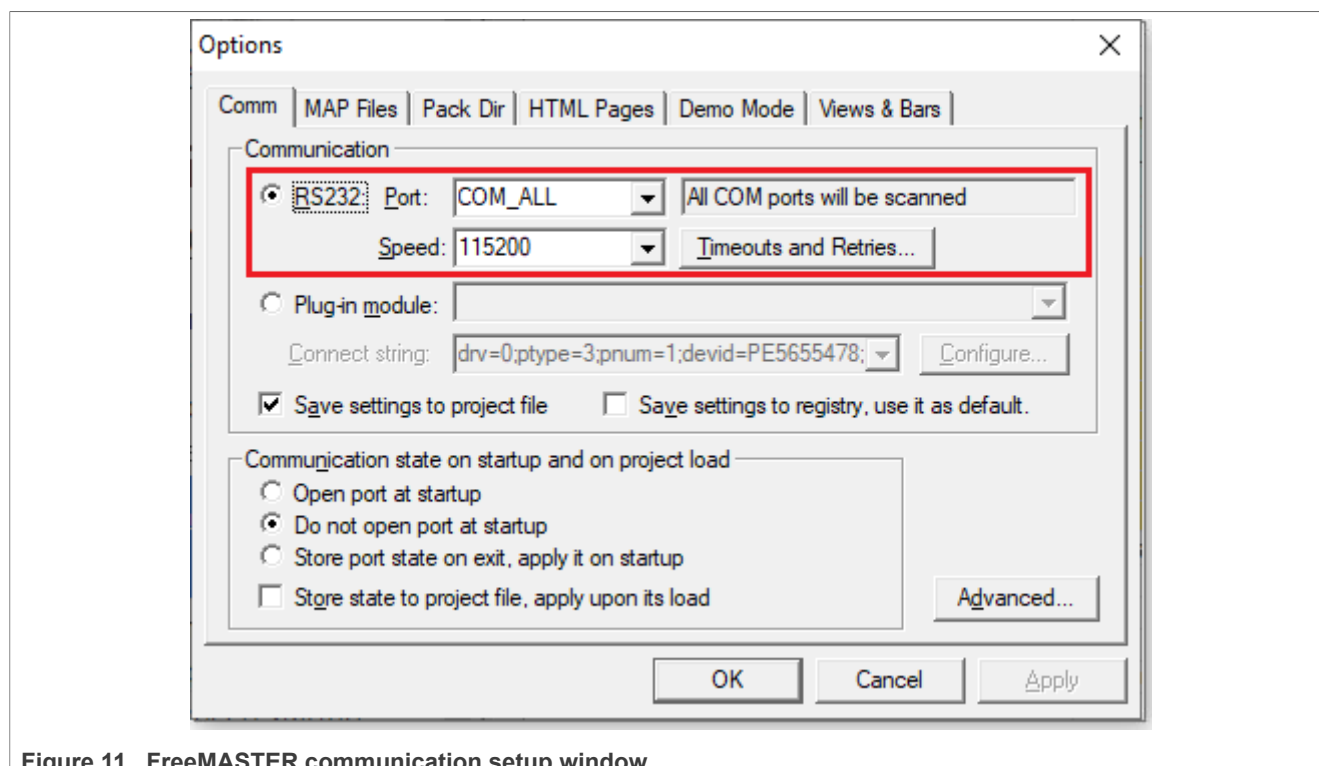 Options
Comm MAP Files Pack Dir HTML Pages Demo Mode Views & Bars
Communication
RS232: Port: COM_ALL All COM ports will be scanned
Speed: 115200 Timeouts and Retries...
Plug-in module:
Connect string: drv=0;ptype=3;pnum=1;devid=PE5655478; Configure...
Save settings to project file Save settings to registry, use it as default.
Communication state on startup and on project load
Open port at startup
Do not open port at startup
Store port state on exit, apply it on startup
Store state to project file, apply upon its load Advanced...
OK Cancel Apply
Figure 11. FreeMASTER communication setup window